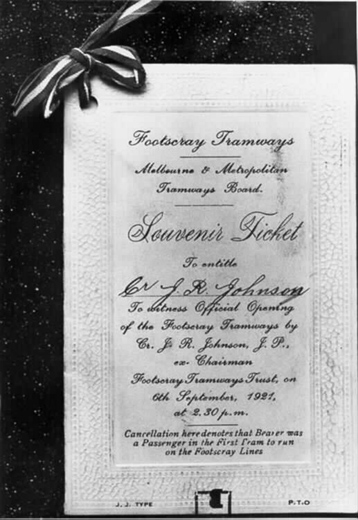 Footscray Tramways
Melbourne & Metropolitan
Tramways Board.
Souvenir Ticket
To entitle
Cr J. R. Johnson
To witness Official Opening
of the Footscray Tramways by
Cr. J. R. Johnson, J. P.,
ex- Chairman
Footscray Tramways Trust, on
6th September, 1921,
at 2.30 p.m.
Cancellation here denotes that Bearer was
a Passenger in the First Tram to run
on the Footscray Lines
J. J. TYPE P.T.O